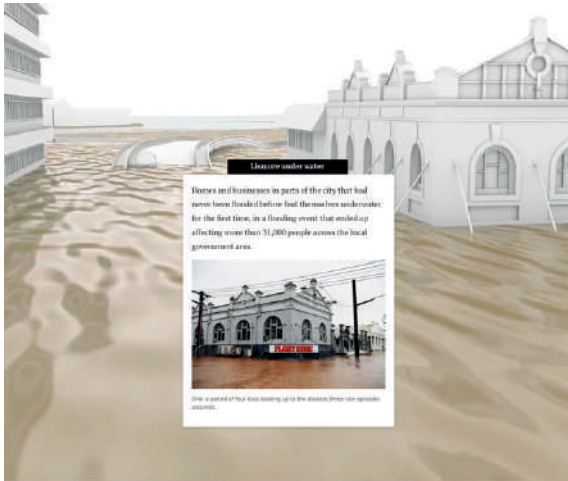 Lismore under water
Homes and businesses in parts of the city that had
never been flooded before find themselves underwater
for the first time, in a flooding event that ended up
affecting more than 31,000 people across the local
government area.
PLANET MUSIC
Over a period of four days leading up to the disaster, three rain episodes
occurred.